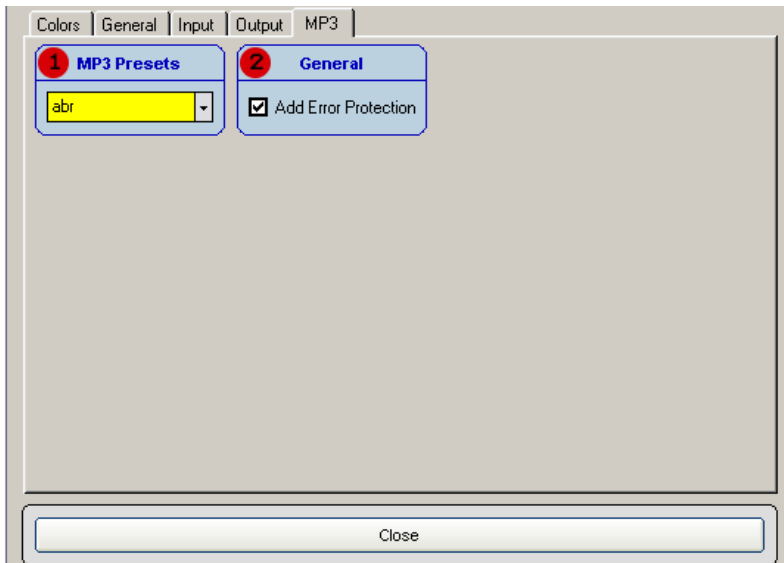 Colors General Input Output MP3
1 MP3 Presets
abr
2 General
Add Error Protection
Close